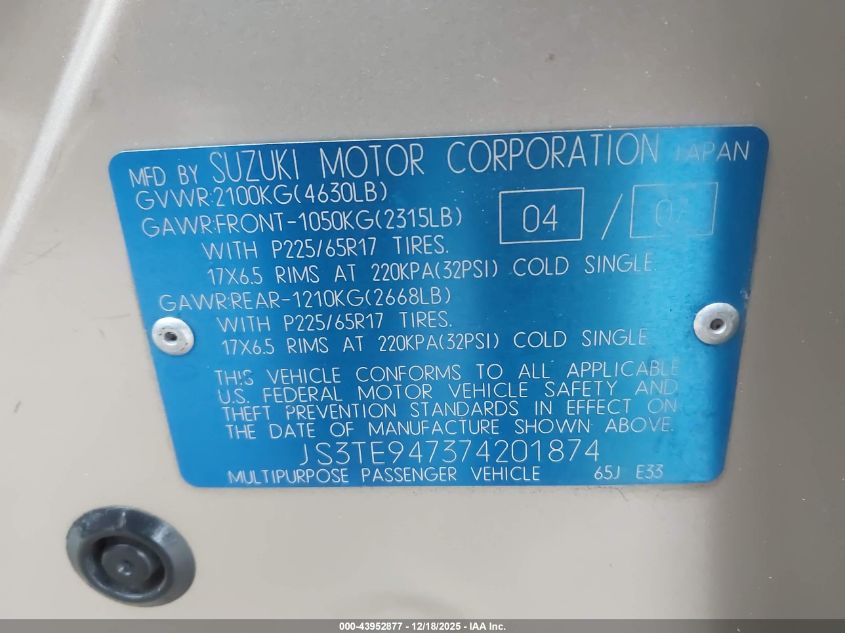 MFD BY SUZUKI MOTOR CORPORATION JAPAN
GVWR:2100KG(4630LB)
GAWR:FRONT-1050KG(2315LB) 04 / 07
WITH P225/65R17 TIRES.
17X6.5 RIMS AT 220KPA(32PSI) COLD SINGLE
GAWR:REAR-1210KG(2668LB)
WITH P225/65R17 TIRES.
17X6.5 RIMS AT 220KPA(32PSI) COLD SINGLE
THIS VEHICLE CONFORMS TO ALL APPLICABLE
U.S. FEDERAL MOTOR VEHICLE SAFETY AND
THEFT PREVENTION STANDARDS IN EFFECT ON
THE DATE OF MANUFACTURE SHOWN ABOVE.
JS3TE947374201874
MULTIPURPOSE PASSENGER VEHICLE 65J E33
000-43952877 - 12/18/2025 - IAA Inc.